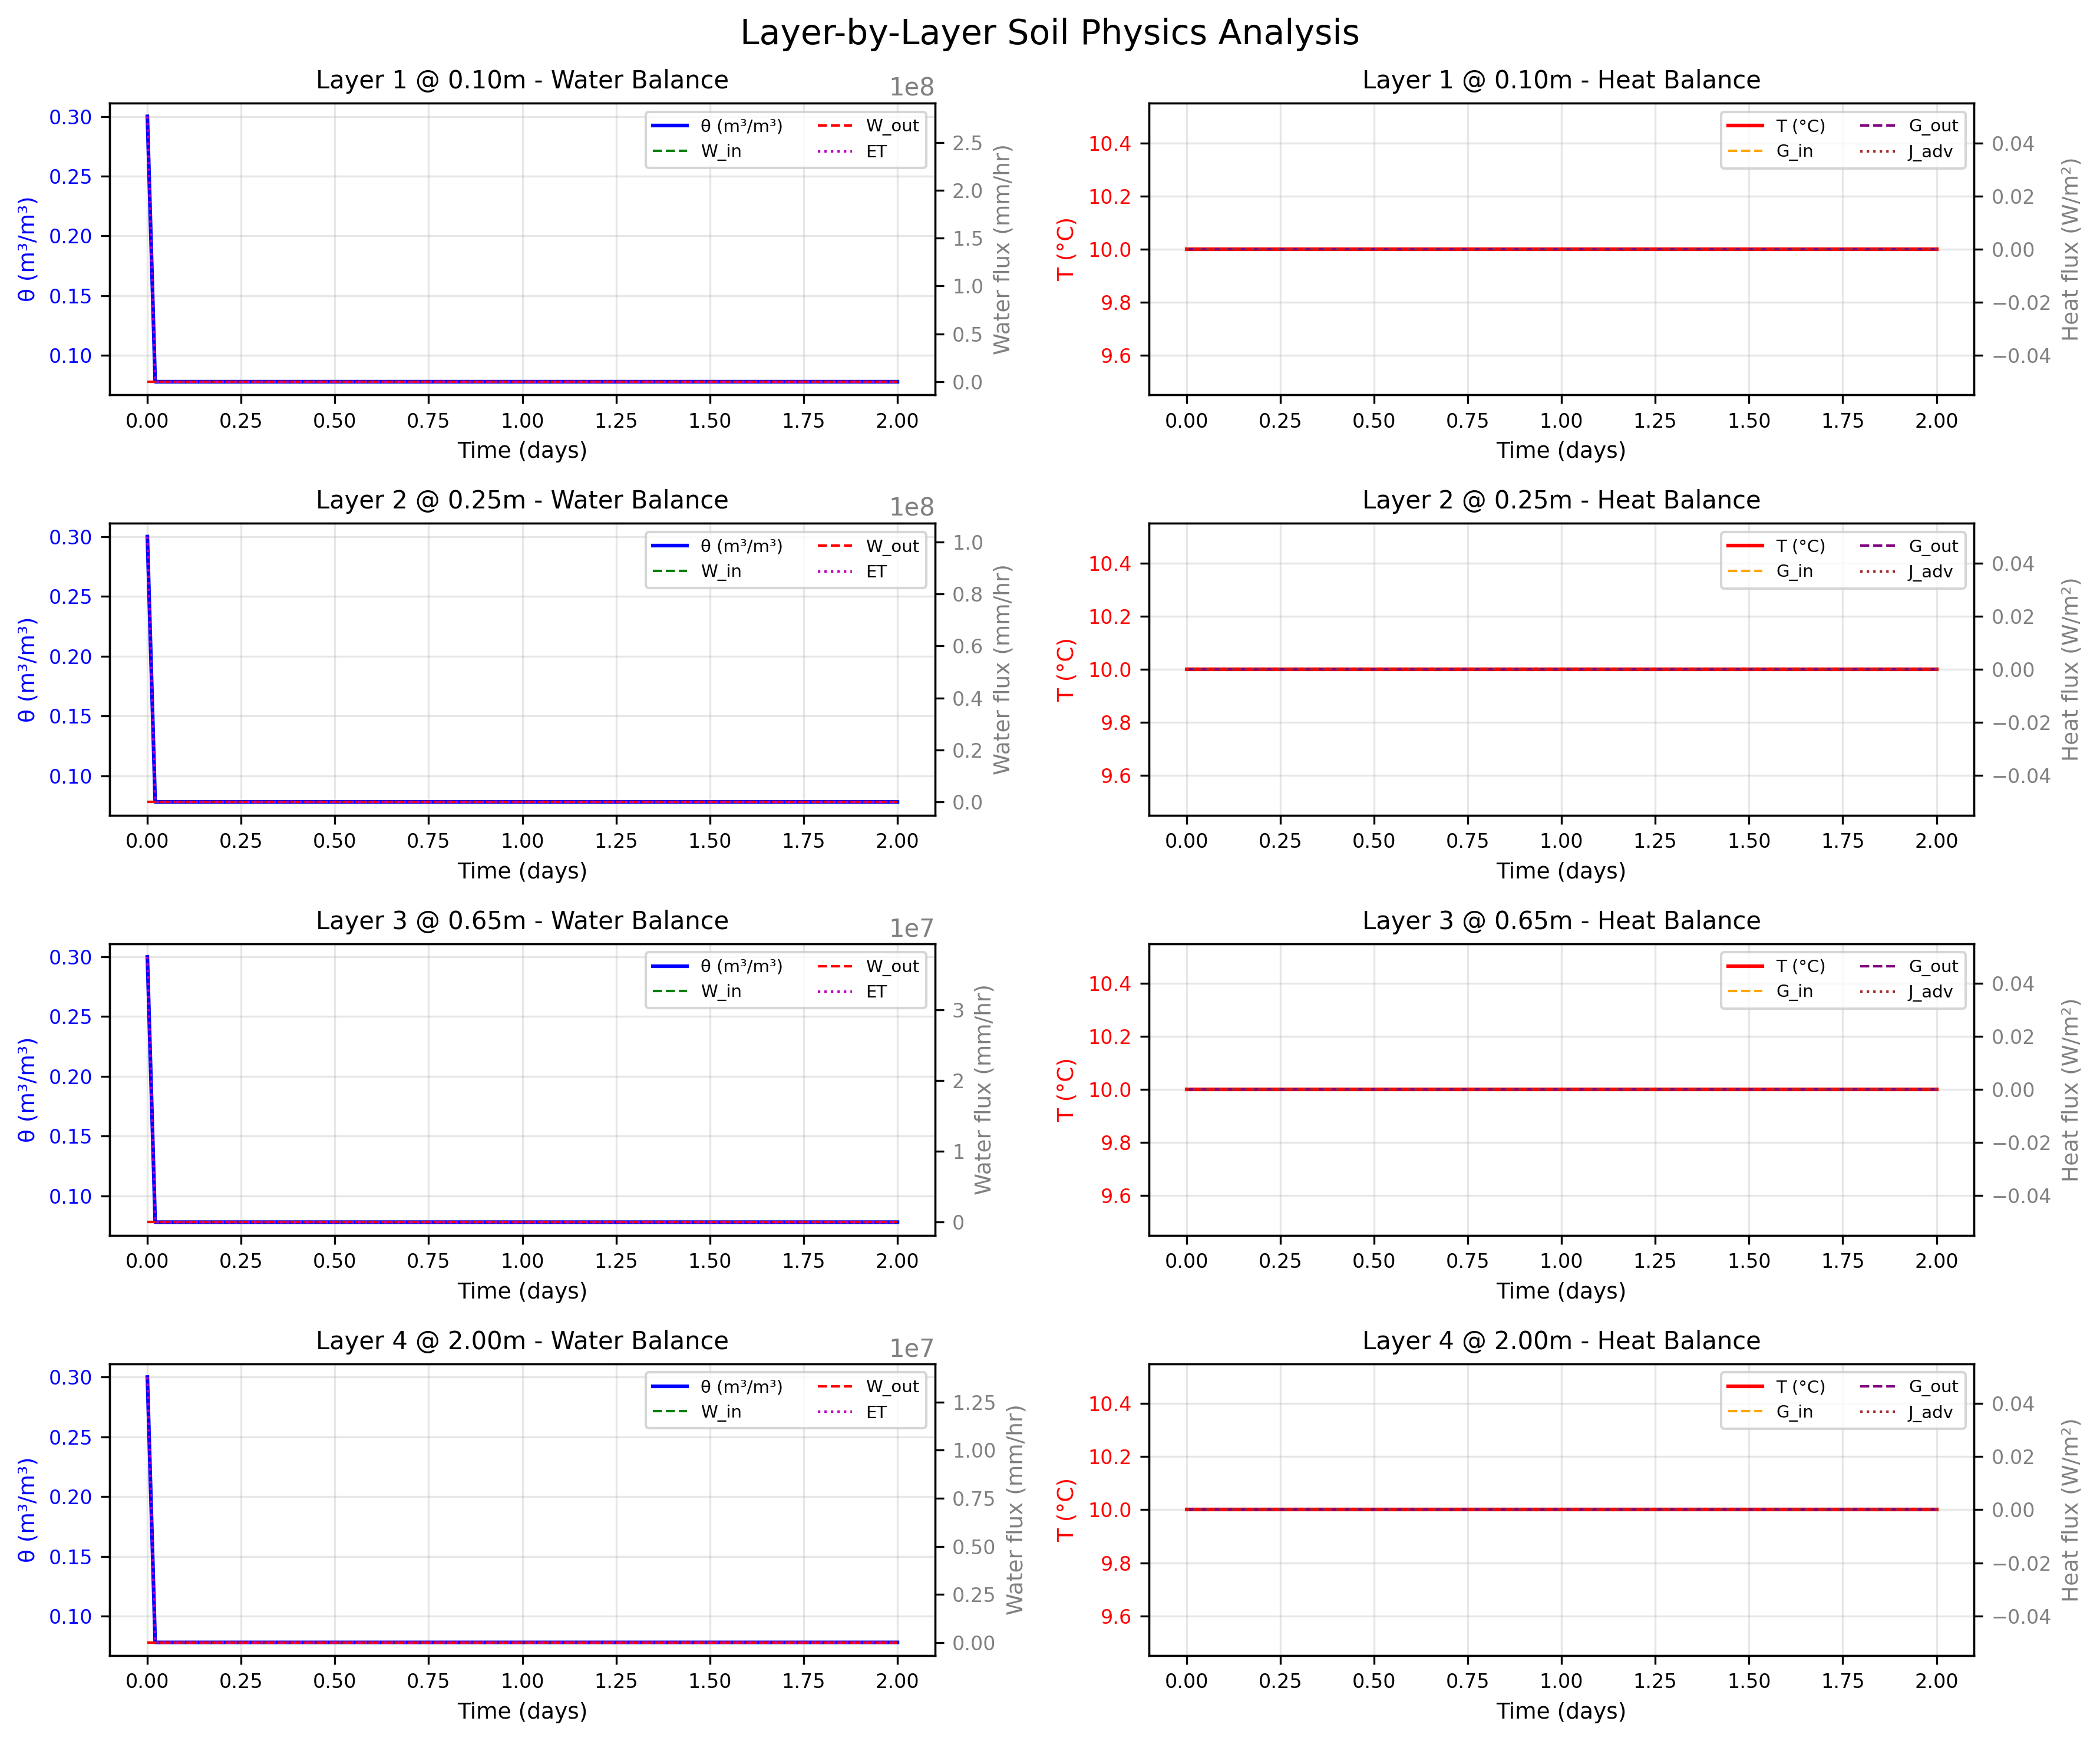 Layer-by-Layer Soil Physics Analysis
Layer 1 @ 0.10m - Water Balance
1e8
θ (m³/m³)
W_in
W_out
ET
0.30
0.25
0.20
0.15
0.10
θ (m³/m³)
2.5
2.0
1.5
1.0
0.5
0.0
Water flux (mm/hr)
0.00 0.25 0.50 0.75 1.00 1.25 1.50 1.75 2.00
Time (days)
Layer 1 @ 0.10m - Heat Balance
T (°C)
G_in
G_out
J_adv
10.4
10.2
10.0
9.8
9.6
T (°C)
0.04
0.02
0.00
−0.02
−0.04
Heat flux (W/m²)
0.00 0.25 0.50 0.75 1.00 1.25 1.50 1.75 2.00
Time (days)
Layer 2 @ 0.25m - Water Balance
1e8
θ (m³/m³)
W_in
W_out
ET
0.30
0.25
0.20
0.15
0.10
θ (m³/m³)
1.0
0.8
0.6
0.4
0.2
0.0
Water flux (mm/hr)
0.00 0.25 0.50 0.75 1.00 1.25 1.50 1.75 2.00
Time (days)
Layer 2 @ 0.25m - Heat Balance
T (°C)
G_in
G_out
J_adv
10.4
10.2
10.0
9.8
9.6
T (°C)
0.04
0.02
0.00
−0.02
−0.04
Heat flux (W/m²)
0.00 0.25 0.50 0.75 1.00 1.25 1.50 1.75 2.00
Time (days)
Layer 3 @ 0.65m - Water Balance
1e7
θ (m³/m³)
W_in
W_out
ET
0.30
0.25
0.20
0.15
0.10
θ (m³/m³)
3
2
1
0
Water flux (mm/hr)
0.00 0.25 0.50 0.75 1.00 1.25 1.50 1.75 2.00
Time (days)
Layer 3 @ 0.65m - Heat Balance
T (°C)
G_in
G_out
J_adv
10.4
10.2
10.0
9.8
9.6
T (°C)
0.04
0.02
0.00
−0.02
−0.04
Heat flux (W/m²)
0.00 0.25 0.50 0.75 1.00 1.25 1.50 1.75 2.00
Time (days)
Layer 4 @ 2.00m - Water Balance
1e7
θ (m³/m³)
W_in
W_out
ET
0.30
0.25
0.20
0.15
0.10
θ (m³/m³)
1.25
1.00
0.75
0.50
0.25
0.00
Water flux (mm/hr)
0.00 0.25 0.50 0.75 1.00 1.25 1.50 1.75 2.00
Time (days)
Layer 4 @ 2.00m - Heat Balance
T (°C)
G_in
G_out
J_adv
10.4
10.2
10.0
9.8
9.6
T (°C)
0.04
0.02
0.00
−0.02
−0.04
Heat flux (W/m²)
0.00 0.25 0.50 0.75 1.00 1.25 1.50 1.75 2.00
Time (days)